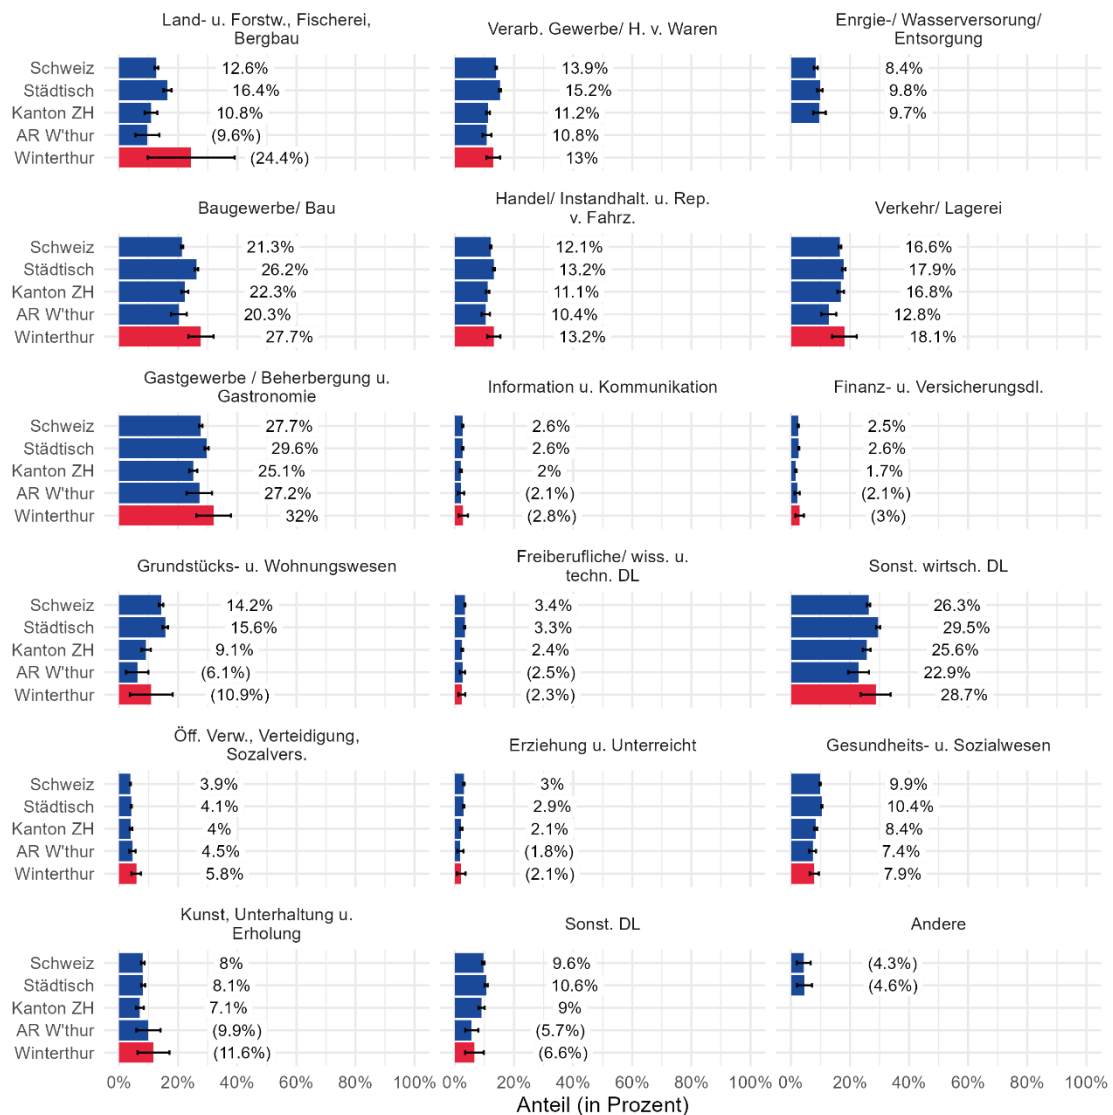 Land- u. Forstw., Fischerei,
Bergbau
Schweiz 12.6%
Städtisch 16.4%
Kanton ZH 10.8%
AR W'thur (9.6%)
Winterthur (24.4%)
Verarb. Gewerbe/ H. v. Waren
13.9%
15.2%
11.2%
10.8%
13%
Enrgie-/ Wasserversorung/
Entsorgung
8.4%
9.8%
9.7%
Baugewerbe/ Bau
Schweiz 21.3%
Städtisch 26.2%
Kanton ZH 22.3%
AR W'thur 20.3%
Winterthur 27.7%
Handel/ Instandhalt. u. Rep.
v. Fahrz.
12.1%
13.2%
11.1%
10.4%
13.2%
Verkehr/ Lagerei
16.6%
17.9%
16.8%
12.8%
18.1%
Gastgewerbe / Beherbergung u.
Gastronomie
Schweiz 27.7%
Städtisch 29.6%
Kanton ZH 25.1%
AR W'thur 27.2%
Winterthur 32%
Information u. Kommunikation
2.6%
2.6%
2%
(2.1%)
(2.8%)
Finanz- u. Versicherungsdl.
2.5%
2.6%
1.7%
(2.1%)
(3%)
Grundstücks- u. Wohnungswesen
Schweiz 14.2%
Städtisch 15.6%
Kanton ZH 9.1%
AR W'thur (6.1%)
Winterthur (10.9%)
Freiberufliche/ wiss. u.
techn. DL
3.4%
3.3%
2.4%
(2.5%)
(2.3%)
Sonst. wirtsch. DL
26.3%
29.5%
25.6%
22.9%
28.7%
Öff. Verw., Verteidigung,
Sozalvers.
Schweiz 3.9%
Städtisch 4.1%
Kanton ZH 4%
AR W'thur 4.5%
Winterthur 5.8%
Erziehung u. Unterreicht
3%
2.9%
2.1%
(1.8%)
(2.1%)
Gesundheits- u. Sozialwesen
9.9%
10.4%
8.4%
7.4%
7.9%
Kunst, Unterhaltung u.
Erholung
Schweiz 8%
Städtisch 8.1%
Kanton ZH 7.1%
AR W'thur (9.9%)
Winterthur (11.6%)
Sonst. DL
9.6%
10.6%
9%
(5.7%)
(6.6%)
Andere
(4.3%)
(4.6%)
0% 20% 40% 60% 80% 100% 0% 20% 40% 60% 80% 100% 0% 20% 40% 60% 80% 100%
Anteil (in Prozent)